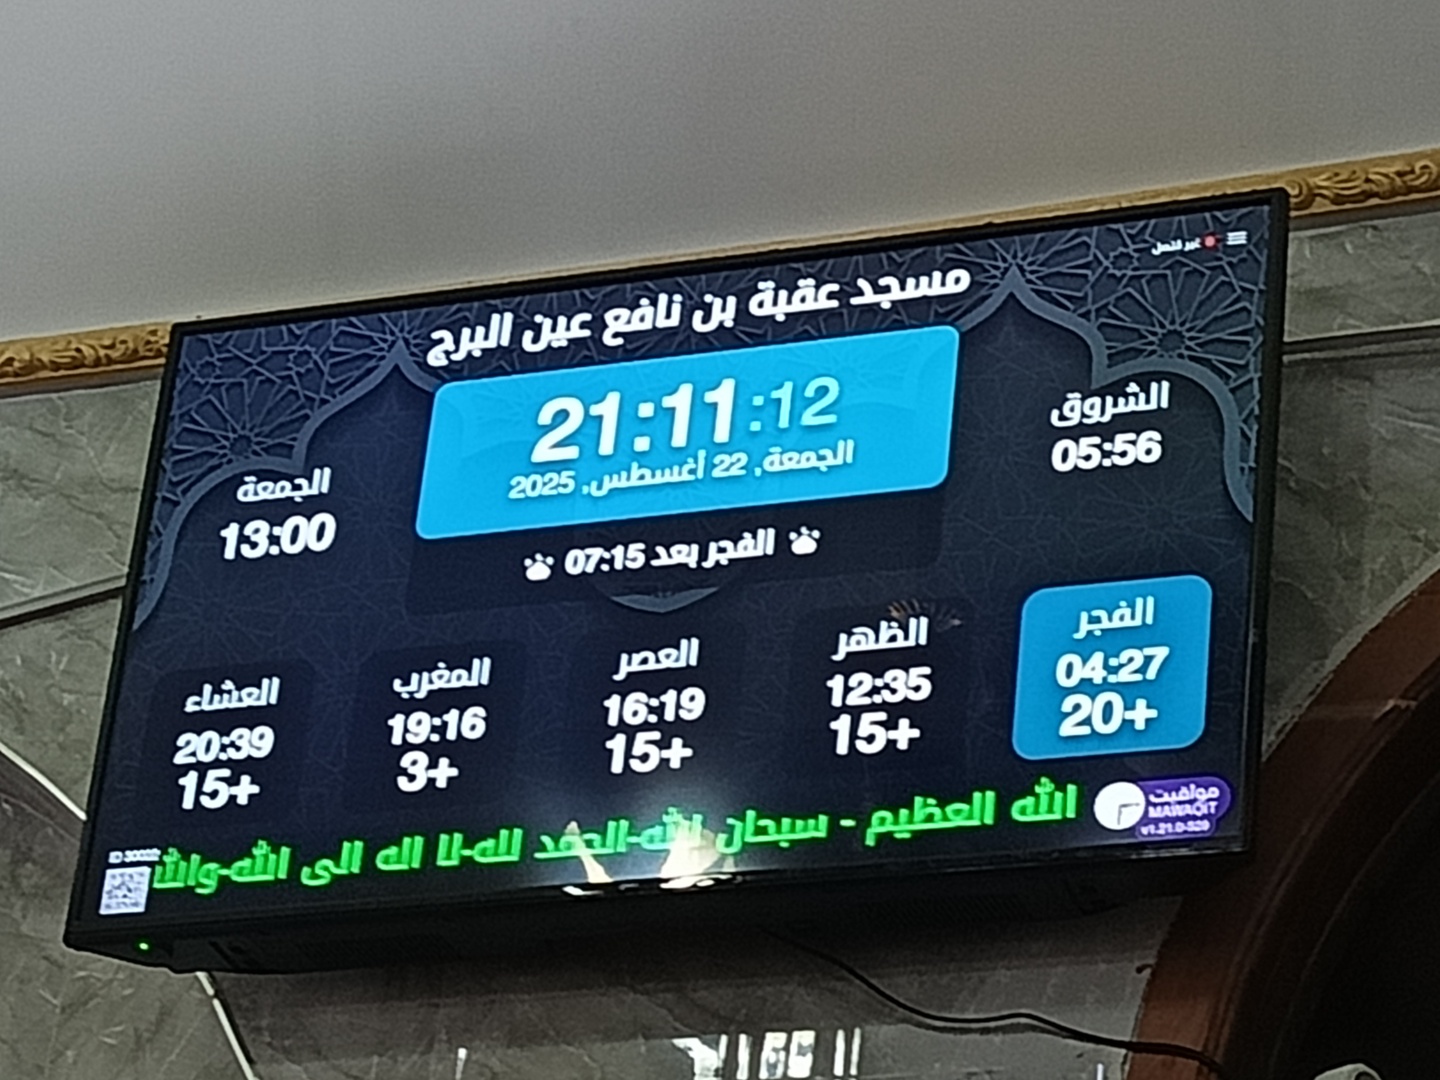 غير متصل
مسجد عقبة بن نافع عين البرج
21:11:12
الجمعة, 22 أغسطس, 2025
الفجر بعد 07:15
الشروق
05:56
الجمعة
13:00
الفجر
04:27
20+
الظهر
12:35
15+
العصر
16:19
15+
المغرب
19:16
3+
العشاء
20:39
15+
الله العظيم - سبحان الله-الحمد لله-لا اله الى الله-والله
مواقيت
MAWAQIT
ID